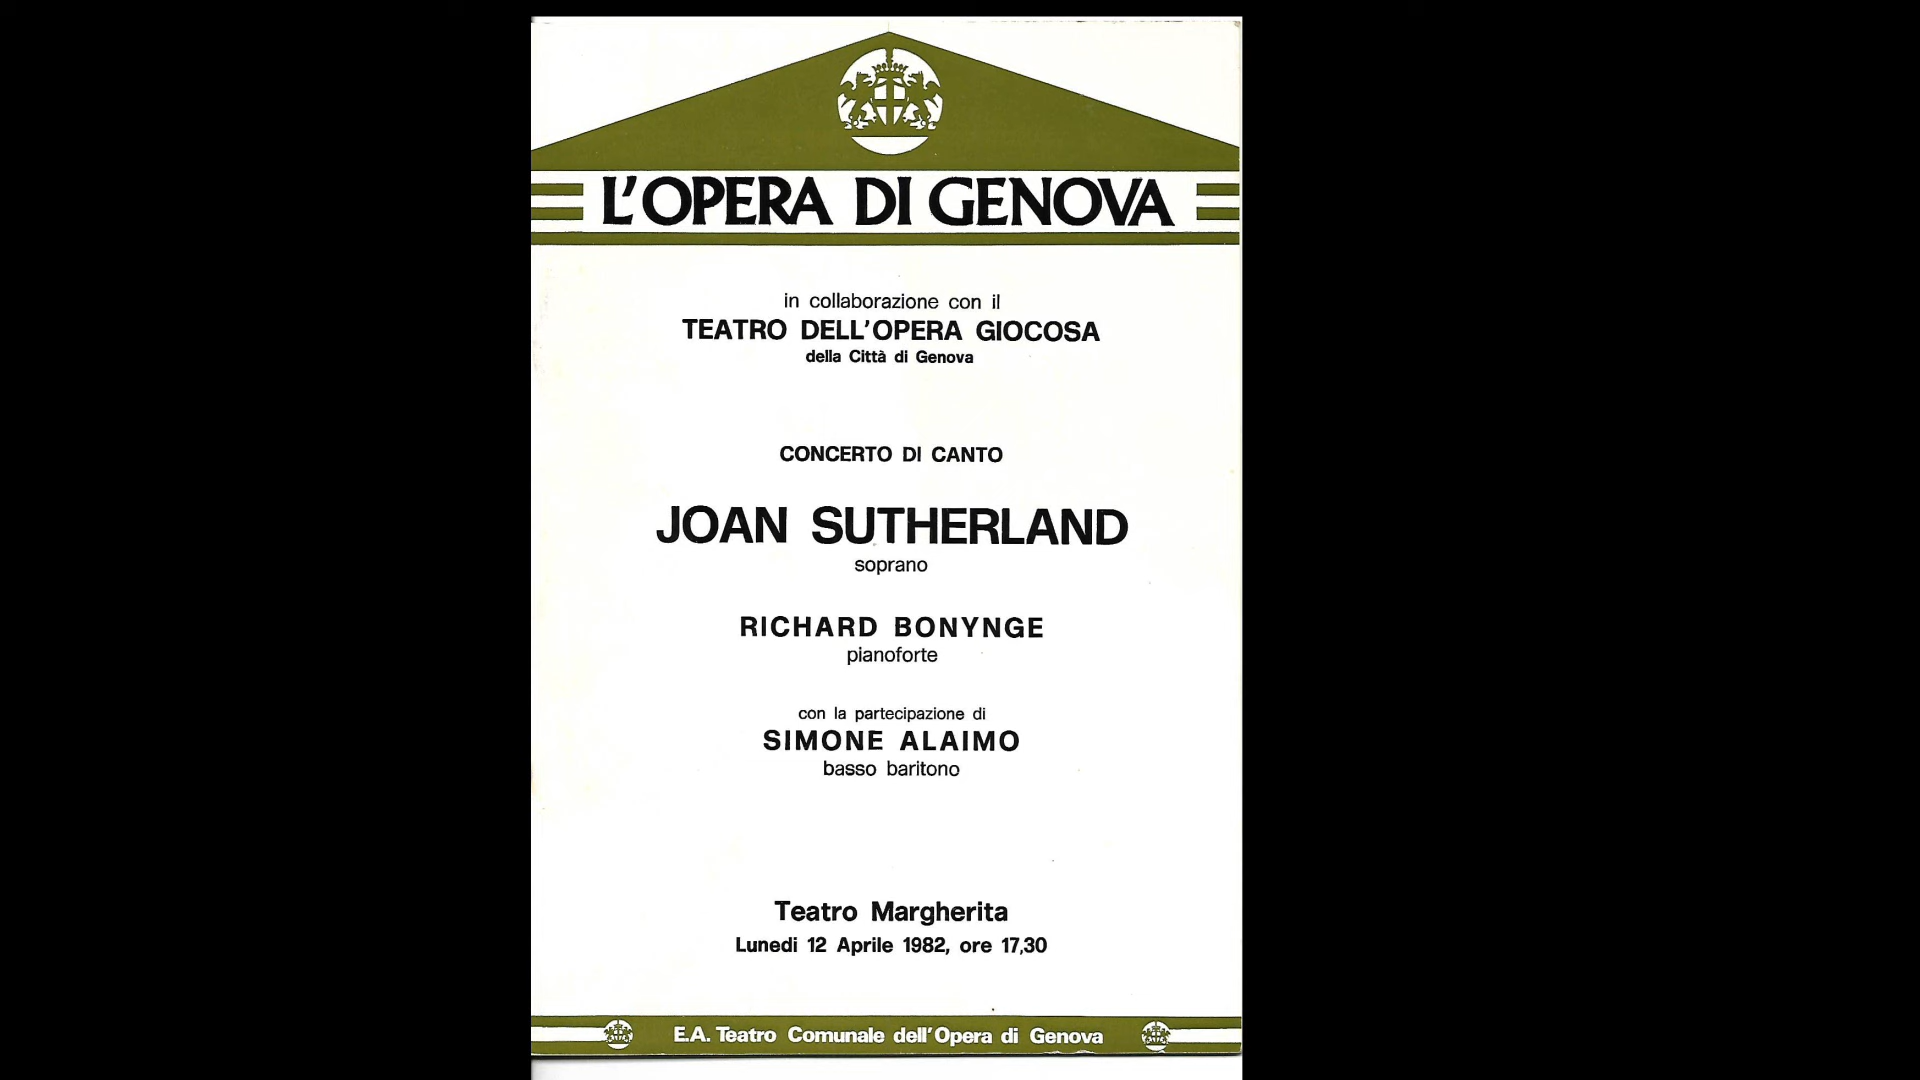 L'OPERA DI GENOVA
in collaborazione con il
TEATRO DELL'OPERA GIOCOSA
della Città di Genova
CONCERTO DI CANTO
JOAN SUTHERLAND
soprano
RICHARD BONYNGE
pianoforte
con la partecipazione di
SIMONE ALAIMO
basso baritono
Teatro Margherita
Lunedi 12 Aprile 1982, ore 17,30
E.A. Teatro Comunale dell'Opera di Genova